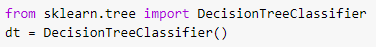 from sklearn.tree import DecisionTreeClassifier
dt = DecisionTreeClassifier()